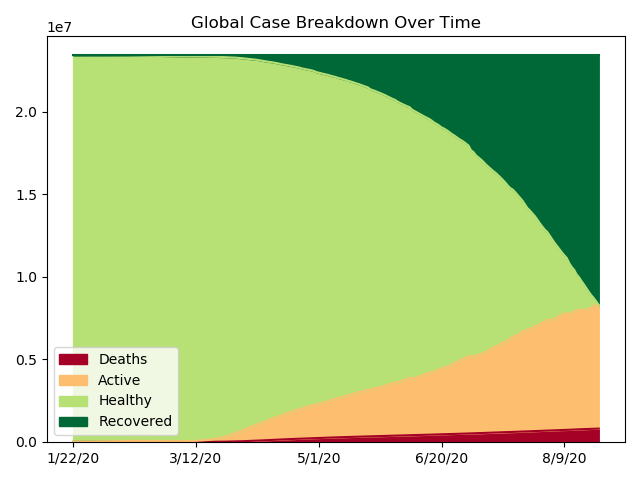 Global Case Breakdown Over Time
1e7
2.0
1.5
1.0
0.5
0.0
Deaths
Active
Healthy
Recovered
1/22/20
3/12/20
5/1/20
6/20/20
8/9/20